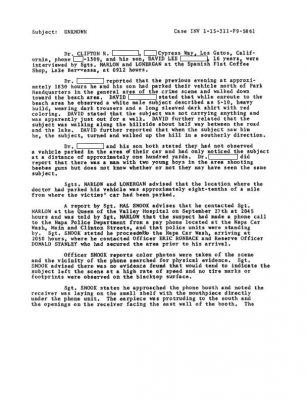 Subject: UNKNOWN Case INV 1-15-311-F9-5861
Dr. CLIFTON R. Cypress Way, Los Gatos, Calif-
ornia, phone -1500, and son, DAVID LEE , 16 years, were
interviewed by Sgts. MARLOW and LONERGAN at the Spanish Flat Coffee
Shop, Lake Berryessa, at 0912 hours.
Dr. reported that the previous evening at approxi-
mately 1830 hours he and his son had parked their vehicle north of Park
Headquarters in the general area of the crime scene and walked down
toward the beach area. DAVID reported that while enroute to the
beach area he observed a white male subject described as 5-10, heavy
build, wearing dark trousers and a long sleeved dark shirt with red
coloring. DAVID stated that the subject was not carrying anything and
was apparently just out for a walk. DAVID further related that the
subject was walking along the hillside about half way between the road
and the lake. DAVID further reported that when the subject saw him
he, the subject, turned and walked up the hill in a southerly direction.
Dr. and his son both stated they had not observed
a vehicle parked in the area of their car and had only noticed the subject
at a distance of approximately one hundred yards. Dr. did
report that there was a man with two young boys in the area shooting
beebee guns but does not know whether or not they may have seen the same
subject.
Sgts. MARLOW and LONERGAN advised that the location where the
doctor had parked his vehicle was approximately eight-tenths of a mile
from where the victims' car had been parked.
A report by Sgt. HAL SNOOK advises that he contacted Sgt.
MARLOW at the Queen of the Valley Hospital on September 27th at 2045
hours and was told by Sgt. MARLOW that the suspect had made a phone call
to the Napa Police Department from a pay phone located at the Napa Car
Wash, Main and Clinton Streets, and that police units were standing
by. Sgt. SNOOK stated he proceeded to the Napa Car Wash, arriving at
2050 hours, where he contacted Officer ERIC and Reserve Officer
DONALD STANLEY who had secured the area prior to his arrival.
Officer SNOOK reports color photos were taken of the scene
and the vicinity of the phone searched for physical evidence. Sgt.
SNOOK advised there was no evidence found that would tend to indicate the
subject left the scene at a high rate of speed and no tire marks or
footprints were observed on the blacktop surface.
Sgt. SNOOK states he approached the phone booth and noted the
receiver was laying on the small shelf with the mouthpiece directly
under the phone unit. The earpiece was protruding to the south and
the openings on the receiver facing the east wall of the booth. The